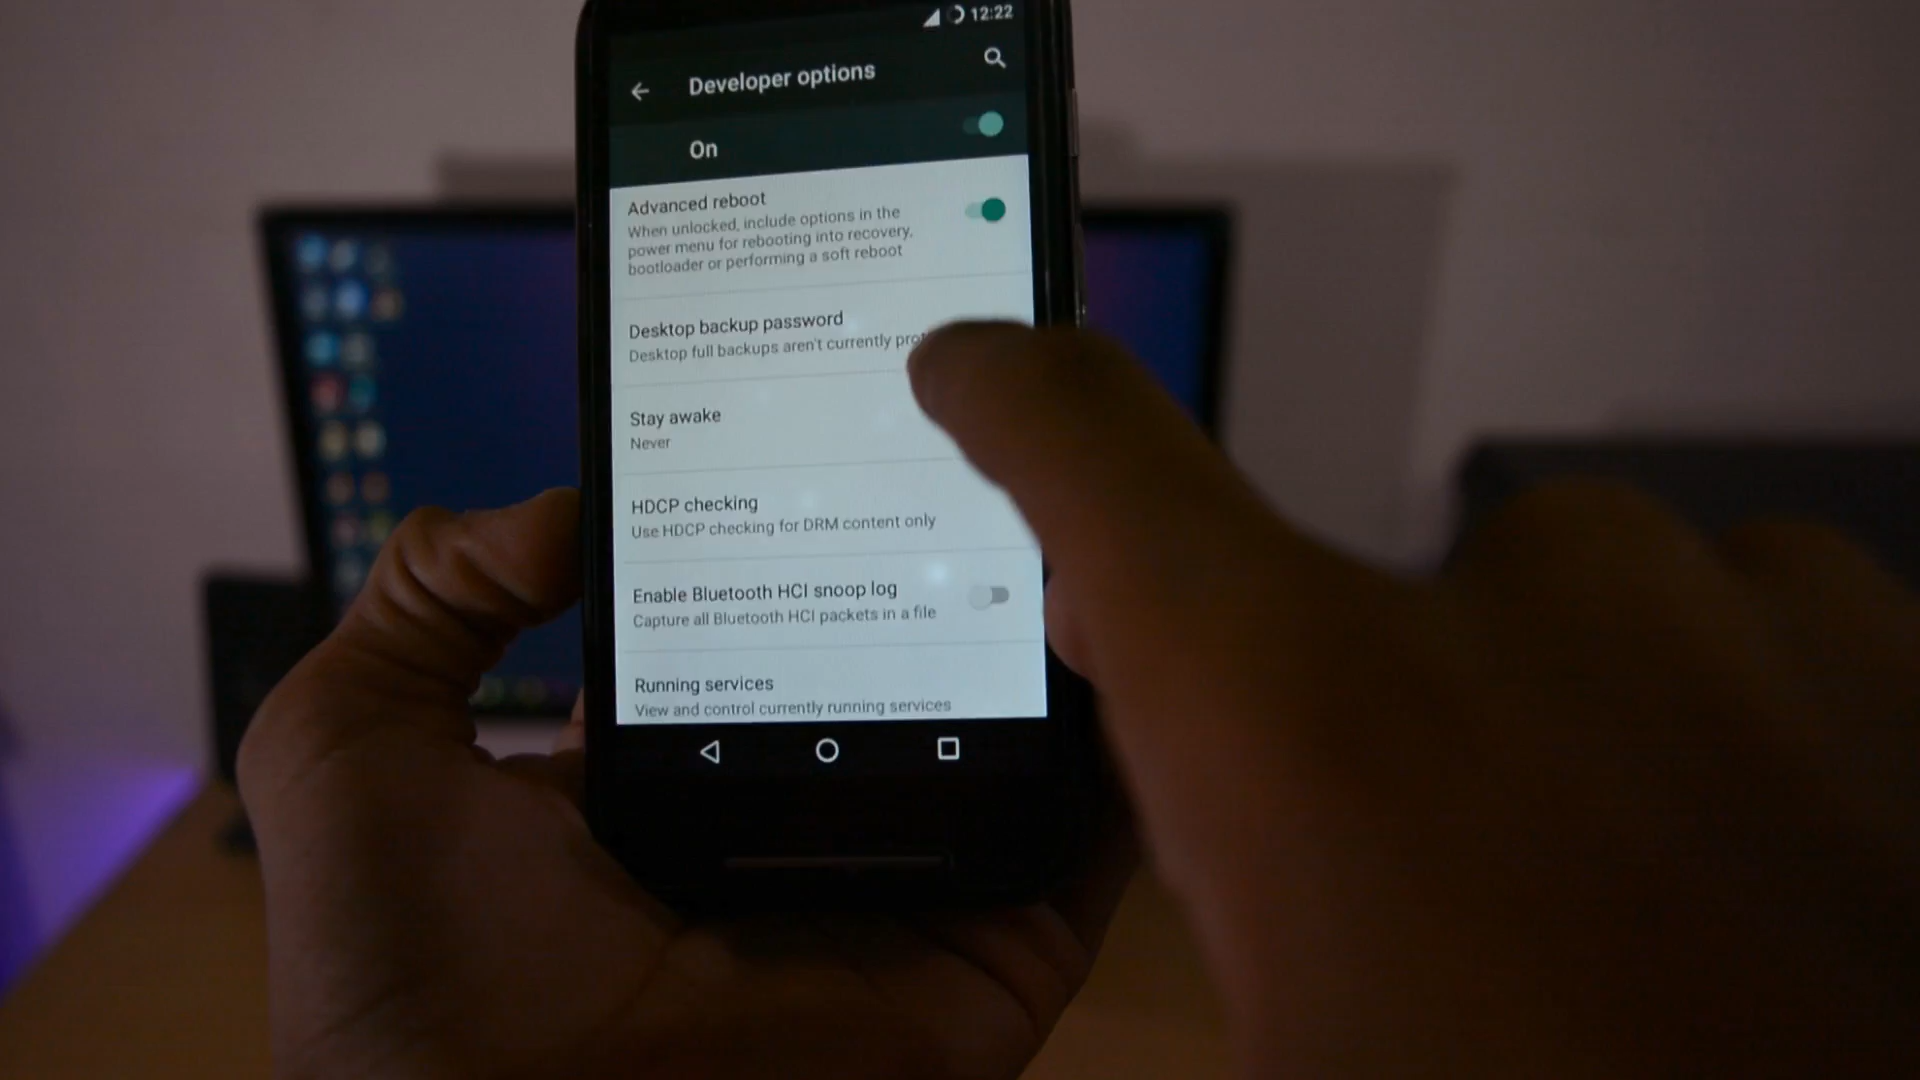 12:22
Developer options
On
Advanced reboot
When unlocked, include options in the
power menu for rebooting into recovery,
bootloader or performing a soft reboot
Desktop backup password
Desktop full backups aren't currently
Stay awake
Never
HDCP checking
Use HDCP checking for DRM content only
Enable Bluetooth HCI snoop log
Capture all Bluetooth HCI packets in a file
Running services
View and control currently running services